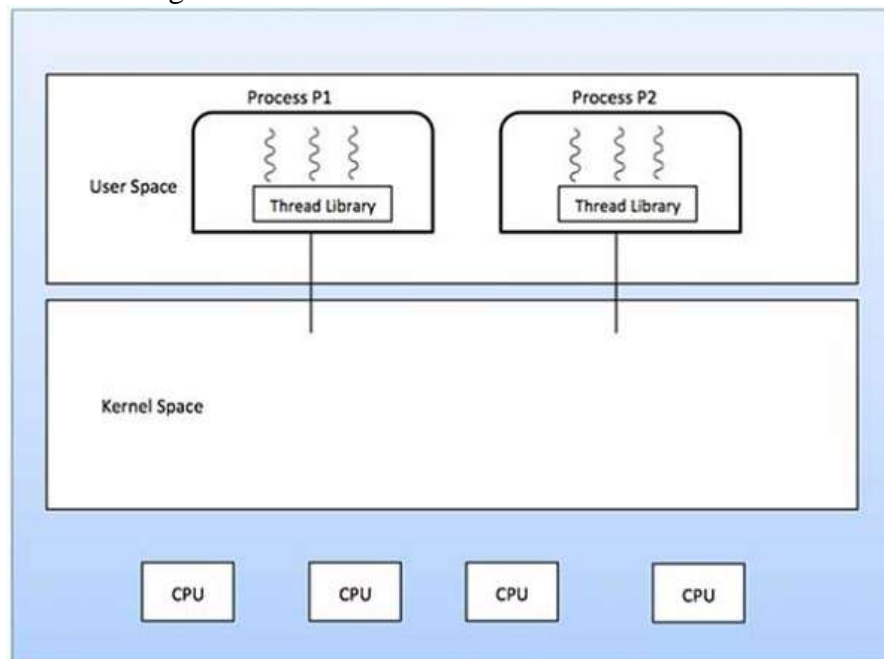 Process P1
Process P2
User Space
Thread Library
Thread Library
Kernel Space
CPU
CPU
CPU
CPU